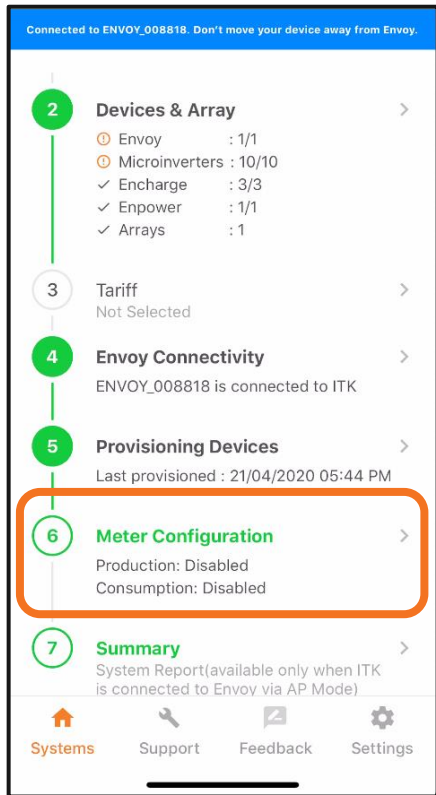 Connected to ENVOY_008818. Don't move your device away from Envoy.
2
Devices & Array
Envoy : 1/1
Microinverters : 10/10
Encharge : 3/3
Enpower : 1/1
Arrays : 1
3
Tariff
Not Selected
4
Envoy Connectivity
ENVOY_008818 is connected to ITK
5
Provisioning Devices
Last provisioned : 21/04/2020 05:44 PM
6
Meter Configuration
Production: Disabled
Consumption: Disabled
7
Summary
System Report(available only when ITK
is connected to Envoy via AP Mode)
Systems Support Feedback Settings